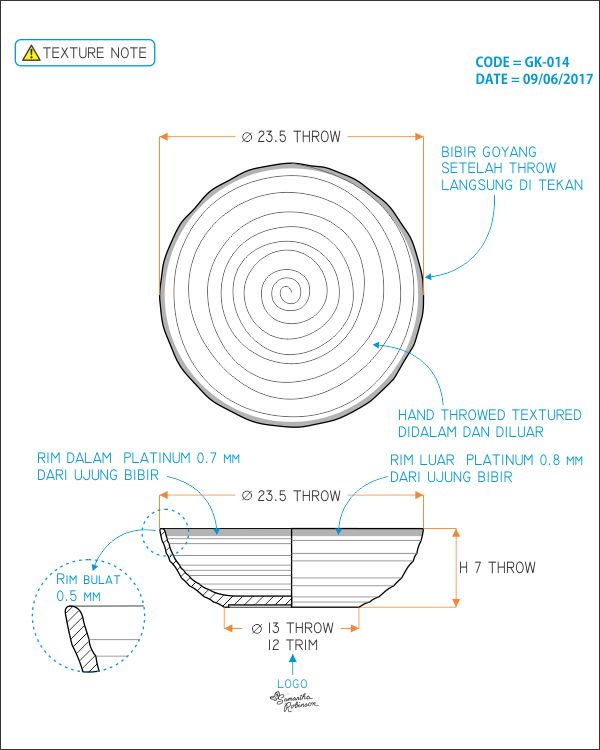 TEXTURE NOTE
CODE = GK-014
DATE = 09/06/2017
Ø 23.5 THROW
BIBIR GOYANG
SETELAH THROW
LANGSUNG DI TEKAN
HAND THROWED TEXTURED
DIDALAM DAN DILUAR
RIM DALAM PLATINUM 0.7 MM
DARI UJUNG BIBIR
RIM LUAR PLATINUM 0.8 MM
DARI UJUNG BIBIR
Ø 23.5 THROW
RIM BULAT
0.5 MM
H 7 THROW
Ø 13 THROW
12 TRIM
LOGO
Samantha
Robinson